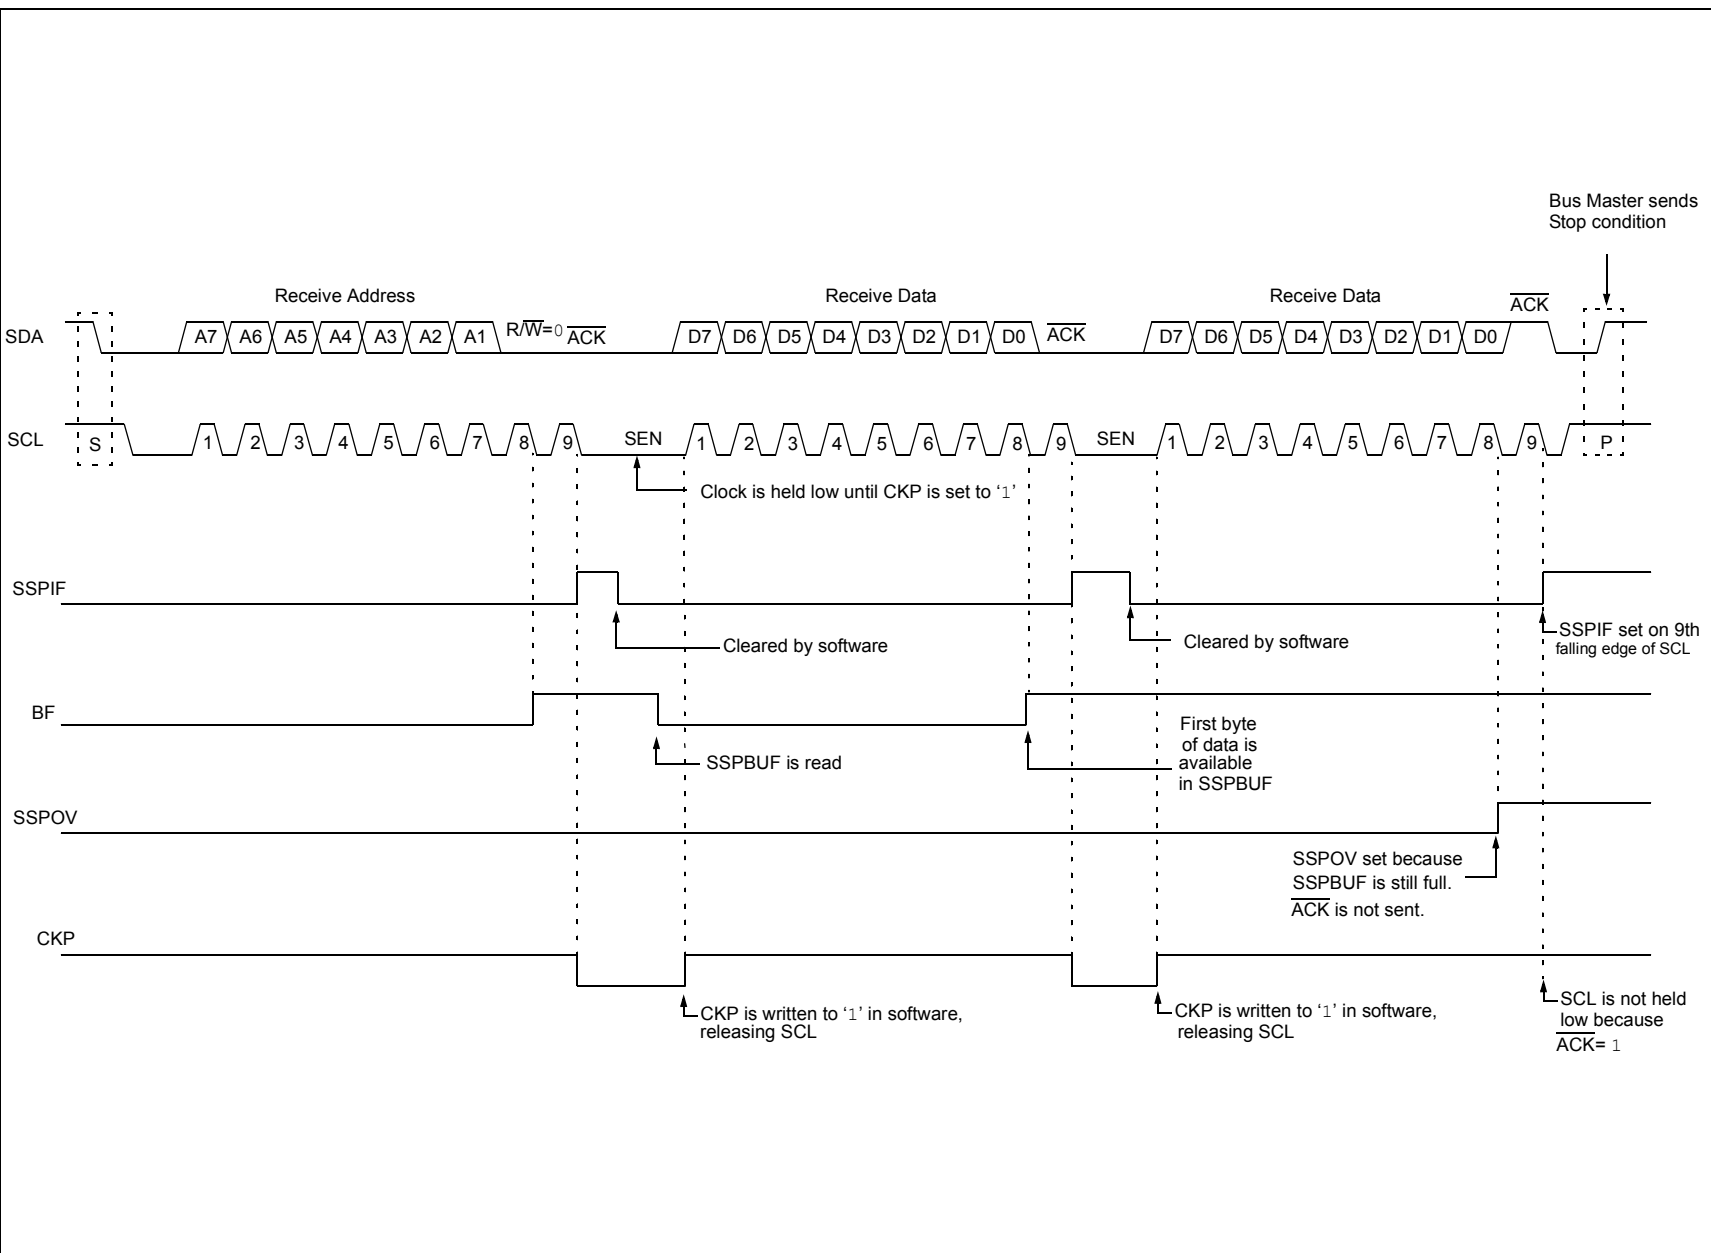 Bus Master sends
Stop condition
Receive Address
Receive Data
Receive Data
ACK
SDA
A7 A6 A5 A4 A3 A2 A1 R/W=0 ACK
D7 D6 D5 D4 D3 D2 D1 D0 ACK
D7 D6 D5 D4 D3 D2 D1 D0
SCL
S
1 2 3 4 5 6 7 8 9
SEN
1 2 3 4 5 6 7 8 9
SEN
1 2 3 4 5 6 7 8 9
P
Clock is held low until CKP is set to ‘1’
SSPIF
Cleared by software
Cleared by software
SSPIF set on 9th
falling edge of SCL
BF
SSPBUF is read
First byte
of data is
available
in SSPBUF
SSPOV
SSPOV set because
SSPBUF is still full.
ACK is not sent.
CKP
CKP is written to ‘1’ in software,
releasing SCL
CKP is written to ‘1’ in software,
releasing SCL
SCL is not held
low because
ACK= 1